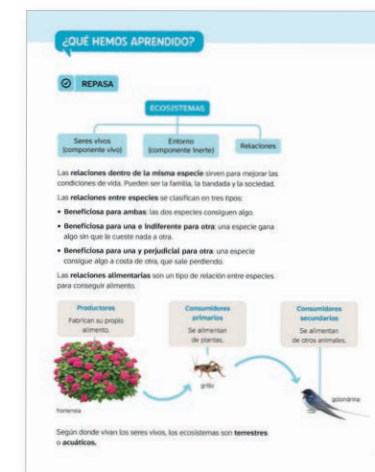 ¿QUÉ HEMOS APRENDIDO?
REPASA
ECOSISTEMAS
Seres vivos
(componente vivo)
Entorno
(componente inerte)
Relaciones
Las relaciones dentro de la misma especie sirven para mejorar las
condiciones de vida. Pueden ser la familia, la bandada y la sociedad.
Las relaciones entre especies se clasifican en tres tipos:
• Beneficiosa para ambas: las dos especies consiguen algo.
• Beneficiosa para una e indiferente para otra: una especie gana
algo sin que le cueste nada a otra.
• Beneficiosa para una y perjudicial para otra: una especie
consigue algo a costa de otra, que sale perdiendo.
Las relaciones alimentarias son un tipo de relación entre especies
para conseguir alimento.
Productores
Fabrican su propio
alimento.
hortensia
Consumidores
primarios
Se alimentan
de plantas.
grillo
Consumidores
secundarios
Se alimentan
de otros animales.
golondrina
Según donde vivan los seres vivos, los ecosistemas son terrestres
o acuáticos.